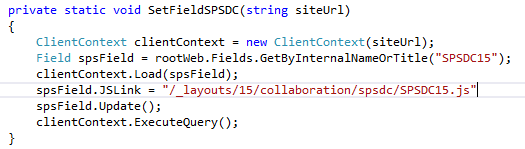 private static void SetFieldSPSDC(string siteUrl)
{
ClientContext clientContext = new ClientContext(siteUrl);
Field spsField = rootWeb.Fields.GetByInternalNameOrTitle("SPSDC15");
clientContext.Load(spsField);
spsField.JSLink = "/_layouts/15/collaboration/spsdc/SPSDC15.js"
spsField.Update();
clientContext.ExecuteQuery();
}